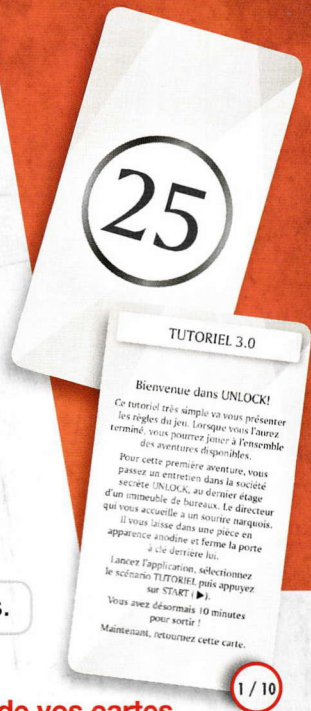 25
TUTORIEL 3.0
Bienvenue dans UNLOCK!
Ce tutoriel très simple va vous présenter
les règles du jeu. Lorsque vous l'aurez
terminé, vous pourrez jouer à l'ensemble
des aventures disponibles.
Pour cette première aventure, vous
passez un entretien dans la société
secrète UNLOCK, au dernier étage
d'un immeuble de bureaux. Le directeur
qui vous accueille a un sourire narquois.
Il vous laisse dans une pièce en
apparence anodine et ferme la porte
à clé derrière lui.
Lancez l'application, sélectionnez
le scénario TUTORIEL puis appuyez
sur START (▶).
Vous avez désormais 10 minutes
pour sortir !
Maintenant, retournez cette carte.
s.
1 / 10
de vos cartes